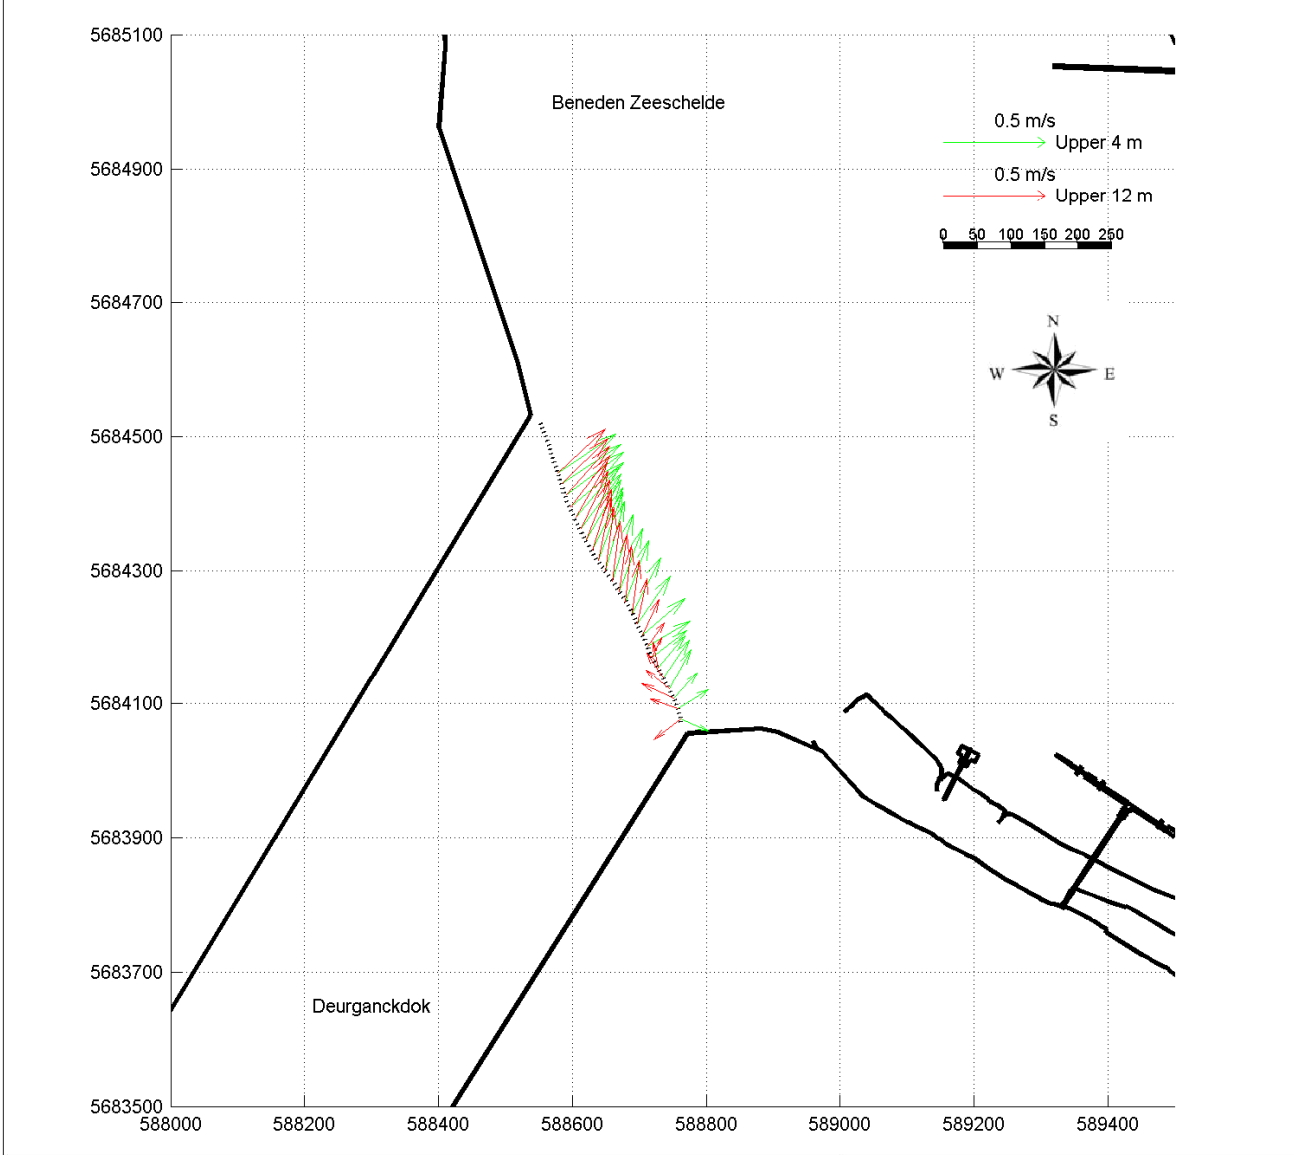 5685100
Beneden Zeeschelde
0.5 m/s
Upper 4 m
5684900
0.5 m/s
Upper 12 m
0 50 100 150 200 250
5684700
N
W E
S
5684500
5684300
5684100
5683900
5683700
Deurganckdok
5683500
588000 588200 588400 588600 588800 589000 589200 589400